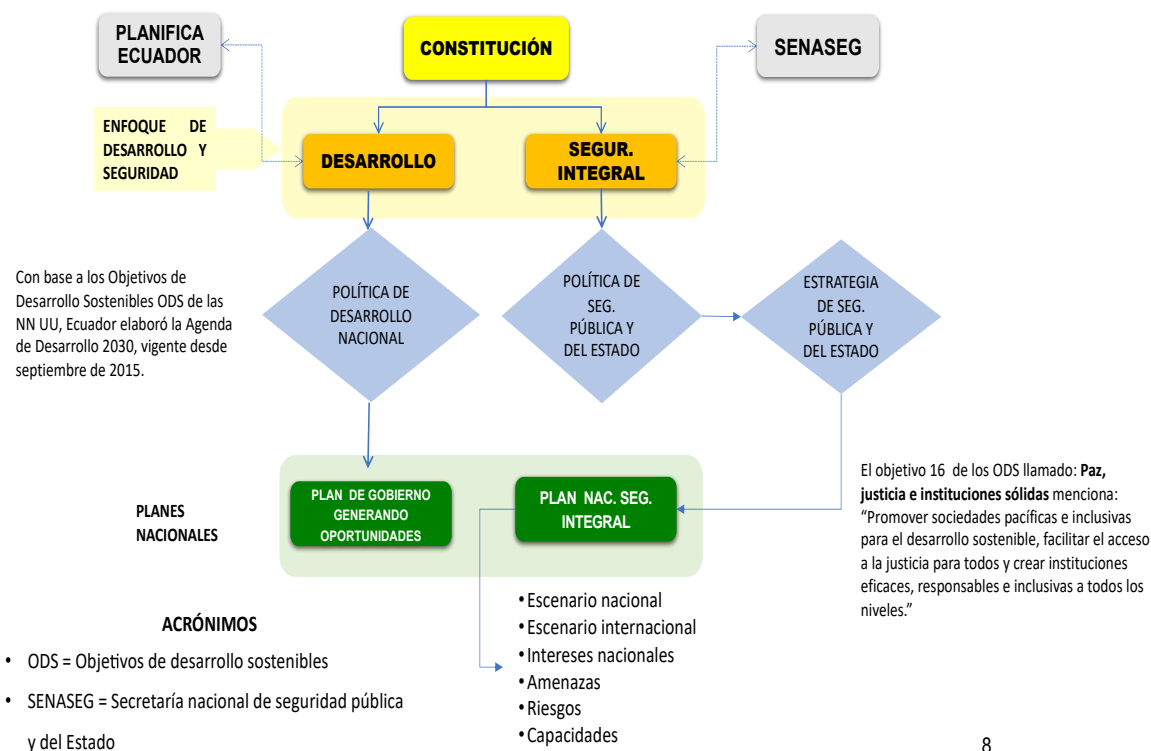 PLANIFICA
ECUADOR
CONSTITUCIÓN
SENASEG
ENFOQUE DE
DESARROLLO Y
SEGURIDAD
DESARROLLO
SEGUR.
INTEGRAL
Con base a los Objetivos de
Desarrollo Sostenibles ODS de las
NN UU, Ecuador elaboró la Agenda
de Desarrollo 2030, vigente desde
septiembre de 2015.
POLÍTICA DE
DESARROLLO
NACIONAL
POLÍTICA DE
SEG.
PÚBLICA Y
DEL ESTADO
ESTRATEGIA
DE SEG.
PÚBLICA Y
DEL ESTADO
PLANES
NACIONALES
PLAN DE GOBIERNO
GENERANDO
OPORTUNIDADES
PLAN NAC. SEG.
INTEGRAL
El objetivo 16 de los ODS llamado: Paz,
justicia e instituciones sólidas menciona:
“Promover sociedades pacíficas e inclusivas
para el desarrollo sostenible, facilitar el acceso
a la justicia para todos y crear instituciones
eficaces, responsables e inclusivas a todos los
niveles.”
•Escenario nacional
•Escenario internacional
•Intereses nacionales
•Amenazas
•Riesgos
•Capacidades
ACRÓNIMOS
• ODS = Objetivos de desarrollo sostenibles
• SENASEG = Secretaría nacional de seguridad pública
y del Estado
8